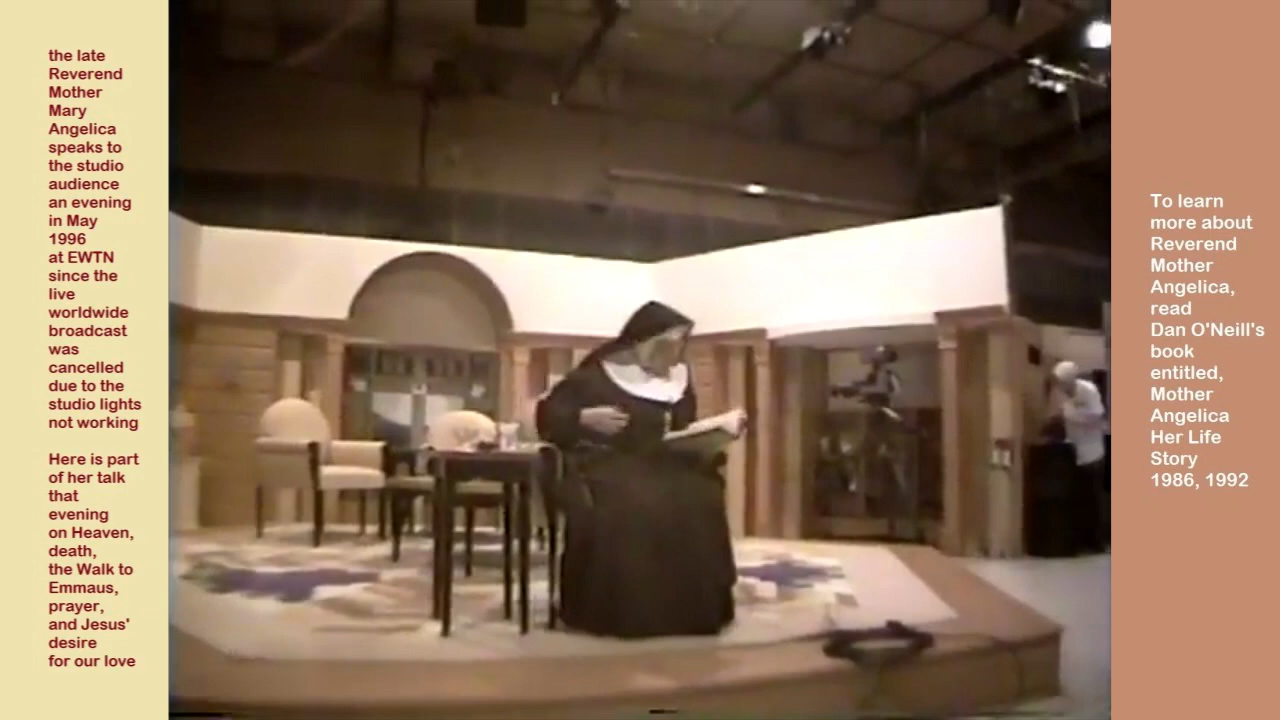 the late
Reverend
Mother
Mary
Angelica
speaks to
the studio
audience
an evening
in May
1996
at EWTN
since the
live
worldwide
broadcast
was
cancelled
due to the
studio lights
not working
Here is part
of her talk
that
evening
on Heaven,
death,
the Walk to
Emmaus,
prayer,
and Jesus'
desire
for our love
To learn
more about
Reverend
Mother
Angelica,
read
Dan O'Neill's
book
entitled,
Mother
Angelica
Her Life
Story
1986, 1992